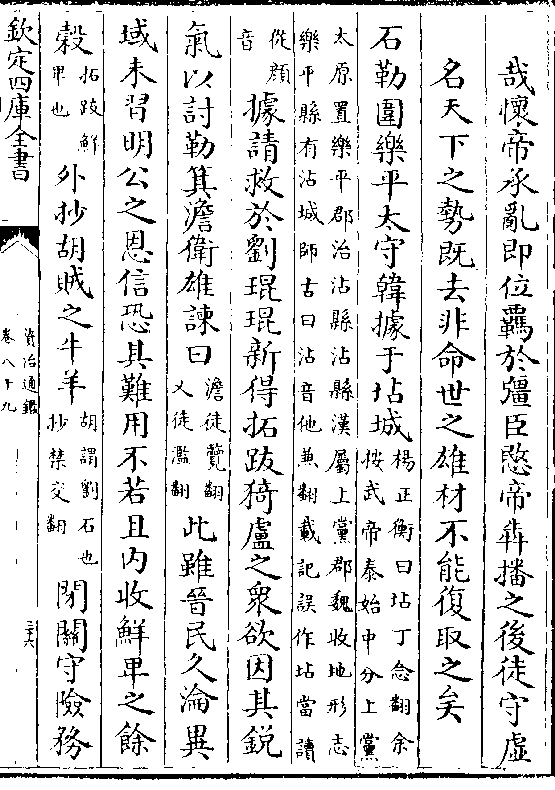 哉懷帝承亂即位羈於彊臣愍帝犇播之後徒守虛
名天下之勢既去非命世之雄材不能復取之矣
石勒圍樂平太守韓據于坫城
楊正衡曰坫丁念翻余
按武帝泰始中分上黨
太原置樂平郡治沾縣沾縣漢屬上黨郡魏收地形志
樂平縣有沾城師古曰沾音他兼翻載記誤作坫當讀
從顏
音
據請救於劉琨琨新得拓跋猗盧之衆欲因其銳
氣以討勒箕澹衛雄諫曰
澹徒覽翻
又徒濫翻
此雖晉民久淪異
域未習明公之恩信恐其難用不若且内收鮮卑之餘
穀
拓跋鮮
卑也
外抄胡賊之牛羊
胡謂劉石也
抄楚交翻
閉關守險務
欽定四庫全書
資治通鑑
卷八十九